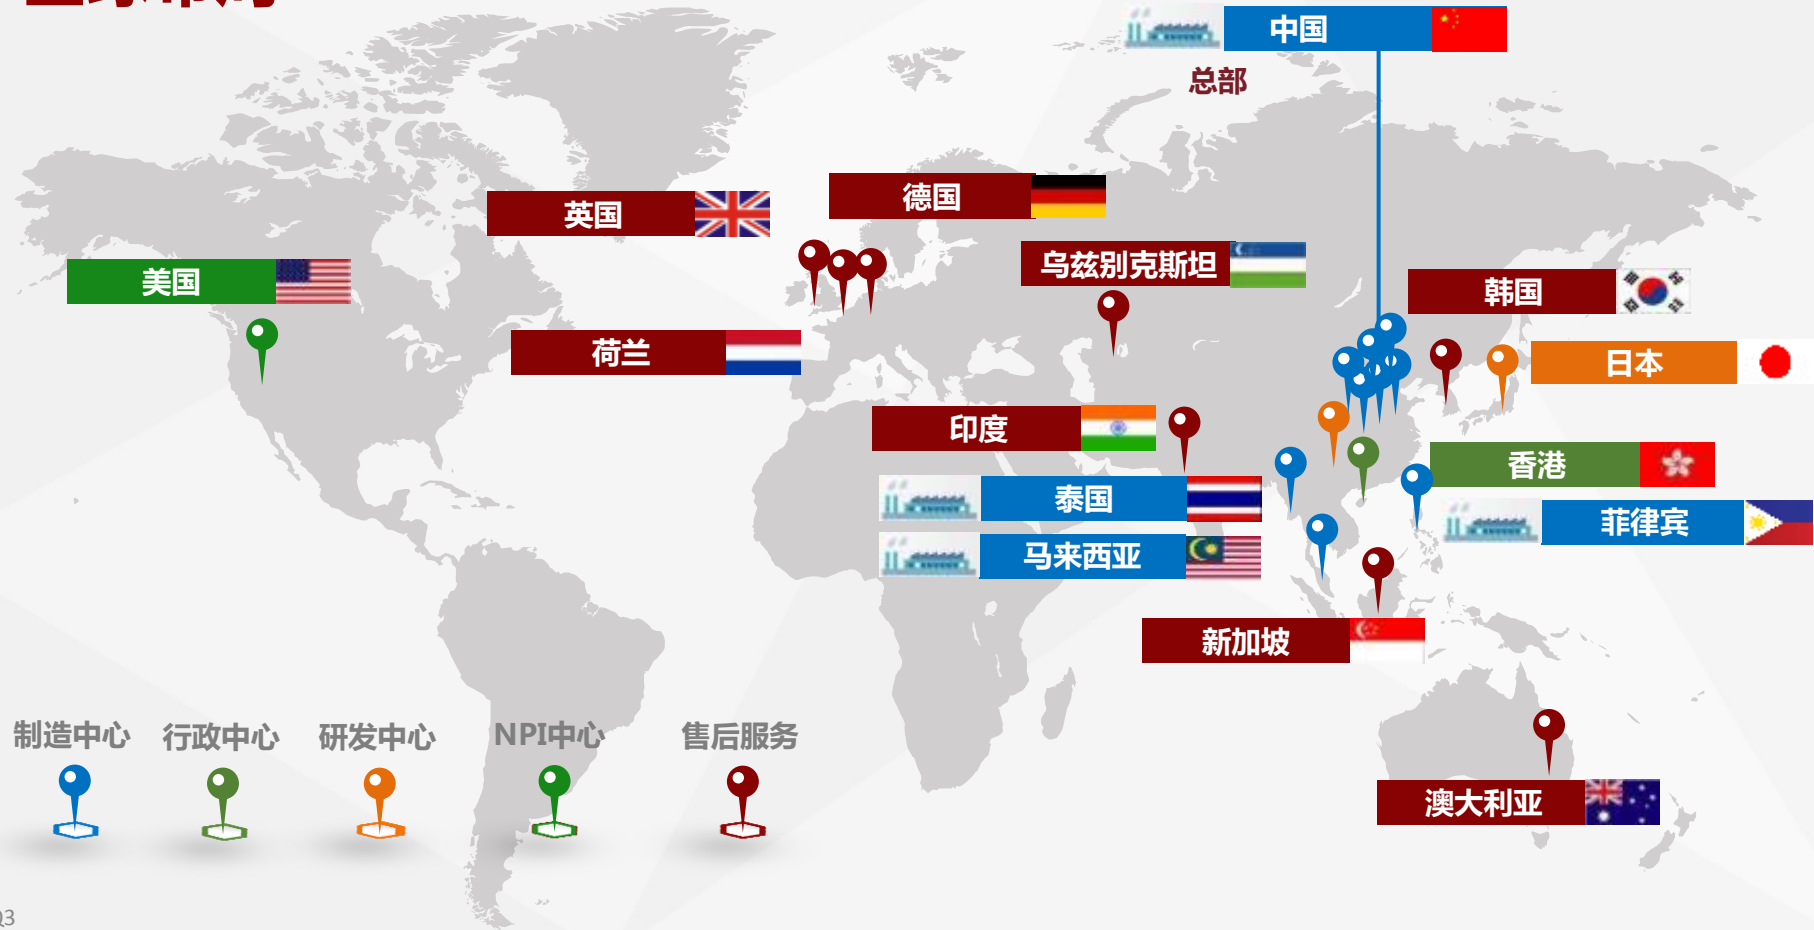 中国
总部
德国
英国
乌兹别克斯坦
美国
韩国
荷兰
日本
印度
香港
泰国
菲律宾
马来西亚
新加坡
制造中心
行政中心
研发中心
NPI中心
售后服务
澳大利亚